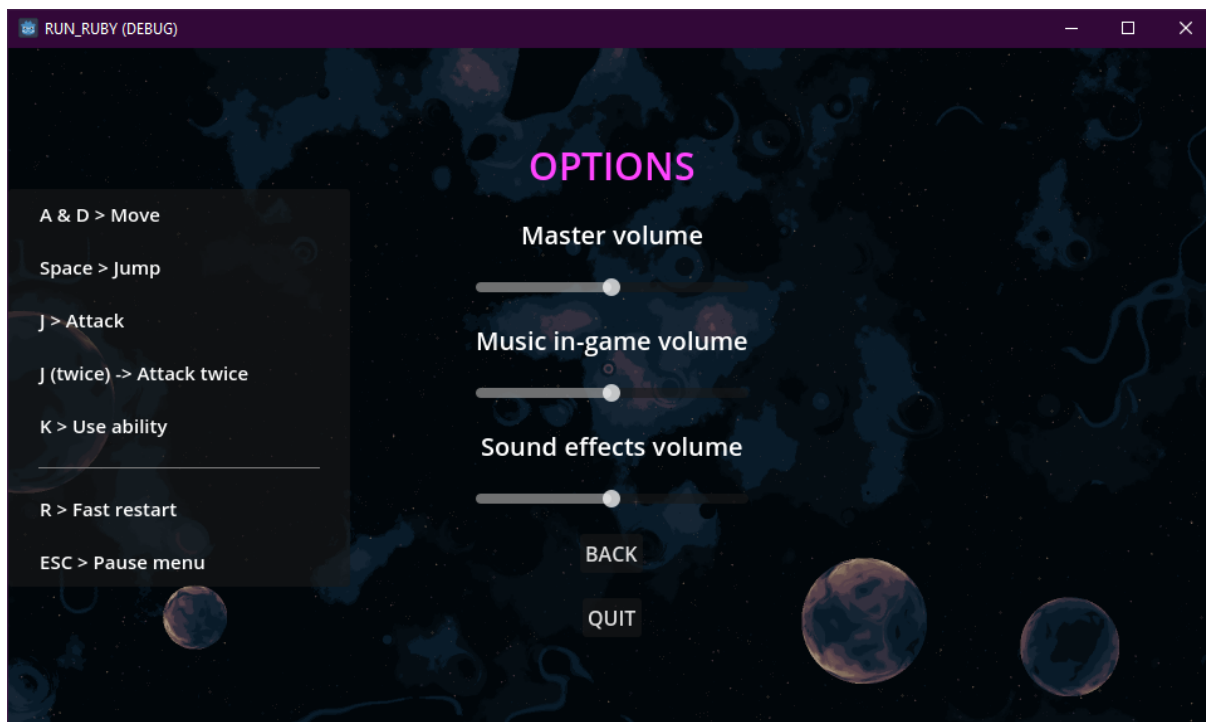 RUN_RUBY (DEBUG)
OPTIONS
A & D > Move
Space > Jump
J > Attack
J (twice) -> Attack twice
K > Use ability
R > Fast restart
ESC > Pause menu
Master volume
Music in-game volume
Sound effects volume
BACK
QUIT